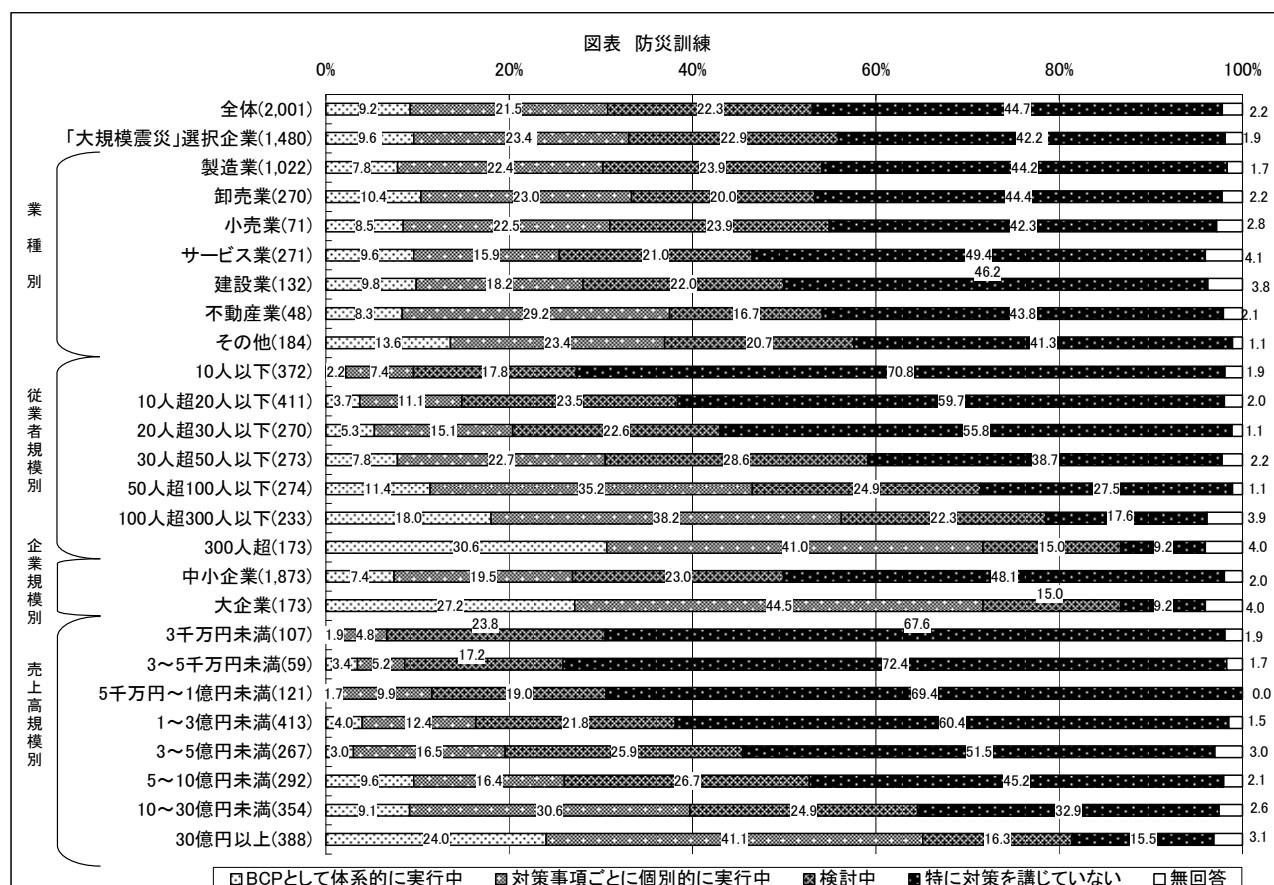 図表 防災訓練
0% 20% 40% 60% 80% 100%
全体(2,001) 9.2 21.5 22.3 44.7 2.2
「大規模震災」選択企業(1,480) 9.6 23.4 22.9 42.2 1.9
業種別
製造業(1,022) 7.8 22.4 23.9 44.2 1.7
卸売業(270) 10.4 23.0 20.0 44.4 2.2
小売業(71) 8.5 22.5 23.9 42.3 2.8
サービス業(271) 9.6 15.9 21.0 49.4 4.1
建設業(132) 9.8 18.2 22.0 46.2 3.8
不動産業(48) 8.3 29.2 16.7 43.8 2.1
その他(184) 13.6 23.4 20.7 41.3 1.1
従業者規模別
10人以下(372) 2.2 7.4 17.8 70.8 1.9
10人超20人以下(411) 3.7 11.1 23.5 59.7 2.0
20人超30人以下(270) 5.3 15.1 22.6 55.8 1.1
30人超50人以下(273) 7.8 22.7 28.6 38.7 2.2
50人超100人以下(274) 11.4 35.2 24.9 27.5 1.1
100人超300人以下(233) 18.0 38.2 22.3 17.6 3.9
300人超(173) 30.6 41.0 15.0 9.2 4.0
企業規模別
中小企業(1,873) 7.4 19.5 23.0 48.1 2.0
大企業(173) 27.2 44.5 15.0 9.2 4.0
売上高規模別
3千万円未満(107) 1.9 4.8 23.8 67.6 1.9
3～5千万円未満(59) 3.4 5.2 17.2 72.4 1.7
5千万円～1億円未満(121) 1.7 9.9 19.0 69.4 0.0
1～3億円未満(413) 4.0 12.4 21.8 60.4 1.5
3～5億円未満(267) 3.0 16.5 25.9 51.5 3.0
5～10億円未満(292) 9.6 16.4 26.7 45.2 2.1
10～30億円未満(354) 9.1 30.6 24.9 32.9 2.6
30億円以上(388) 24.0 41.1 16.3 15.5 3.1
BCPとして体系的に実行中 対策事項ごとに個別的に実行中 検討中 特に対策を講じていない 無回答